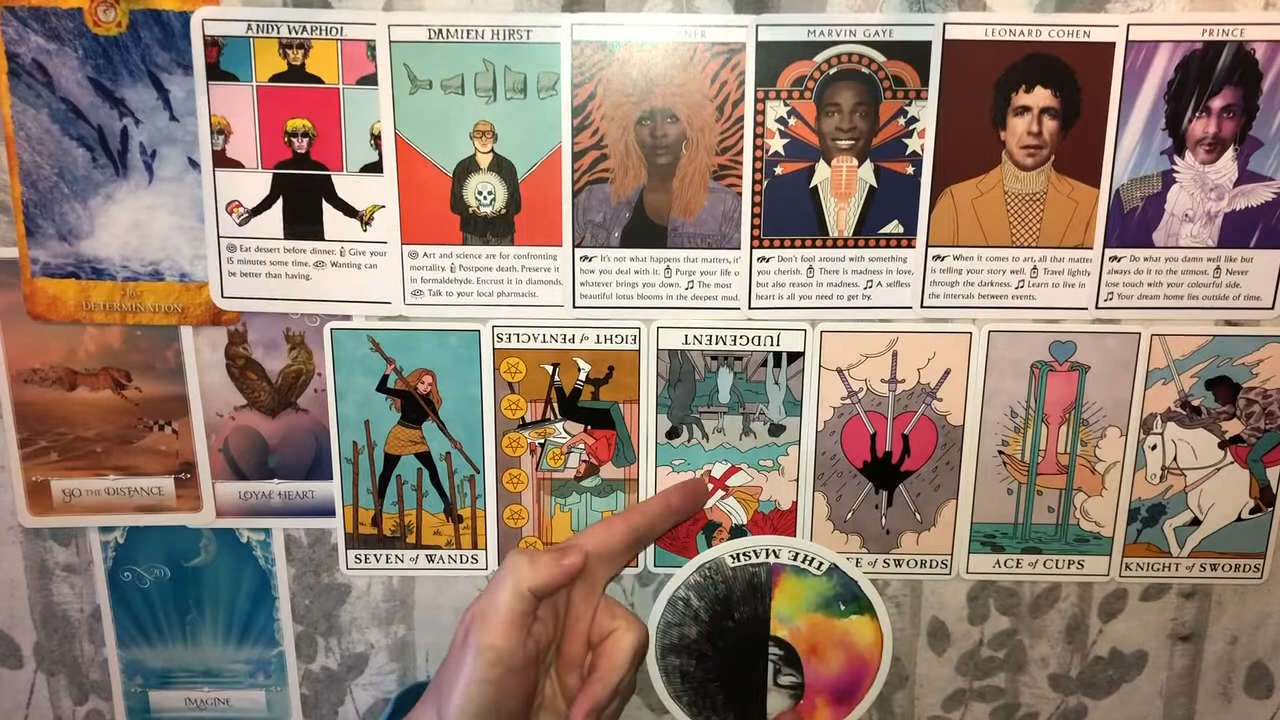 ANDY WARHOL
Eat dessert before dinner. Give your
15 minutes some time. Wanting can
be better than having.
DAMIEN HIRST
Art and science are for confronting
mortality. Postpone death. Preserve it
in formaldehyde. Encrust it in diamonds.
Talk to your local pharmacist.
It's not what happens that matters, it'
how you deal with it. Purge your life o
whatever brings you down. The most
beautiful lotus blooms in the deepest mud.
MARVIN GAYE
Don't fool around with something
you cherish. There is madness in love,
but also reason in madness. A selfless
heart is all you need to get by.
LEONARD COHEN
When it comes to art, all that matter
is telling your story well. Travel lightly
through the darkness. Learn to live in
the intervals between events.
PRINCE
Do what you damn well like but
always do it to the utmost. Never
lose touch with your colourful side.
Your dream home lies outside of time.
16
DETERMINATION
GO THE DISTANCE
LOYAL HEART
SEVEN of WANDS
EIGHT of PENTACLES
JUDGEMENT
OF SWORDS
ACE of CUPS
KNIGHT of SWORDS
THE MASK
20
IMAGINE